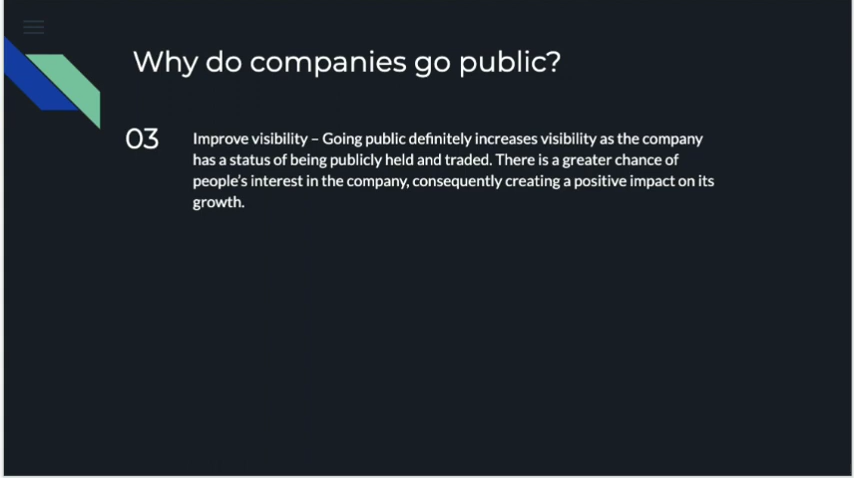 Why do companies go public?
03
Improve visibility – Going public definitely increases visibility as the company
has a status of being publicly held and traded. There is a greater chance of
people's interest in the company, consequently creating a positive impact on its
growth.